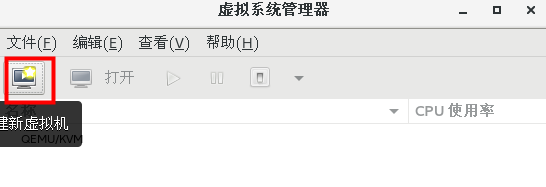 虚拟系统管理器
文件(F) 编辑(E) 查看(V) 帮助(H)
打开
CPU 使用率
建新虚拟机
QEMU/KVM